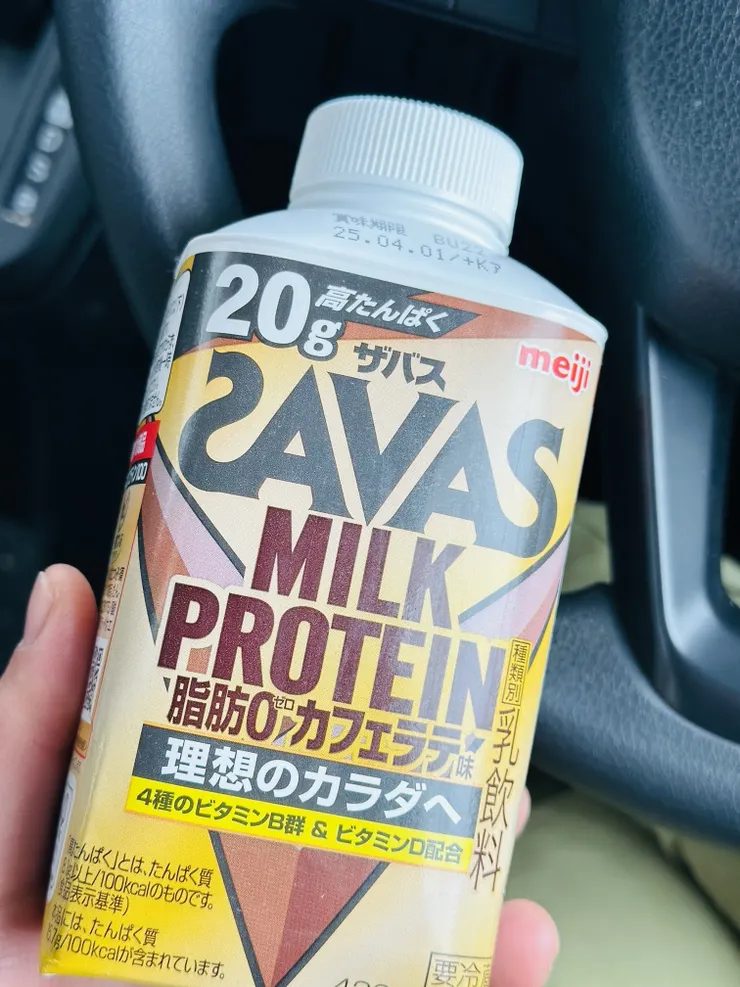 賞味期限
25.04.01/+Kア
20g
高たんぱく
ザバス
meiji
SAVAS
MILK
PROTEIN
脂肪0ゼロカフェラテ味
理想のカラダへ
4種のビタミンB群 & ビタミンD配合
種類別
乳飲料
たんぱく」とは、たんぱく質
以上/100kcalのものです。
表示基準)
には、たんぱく質
/100kcalが含まれています。
要冷